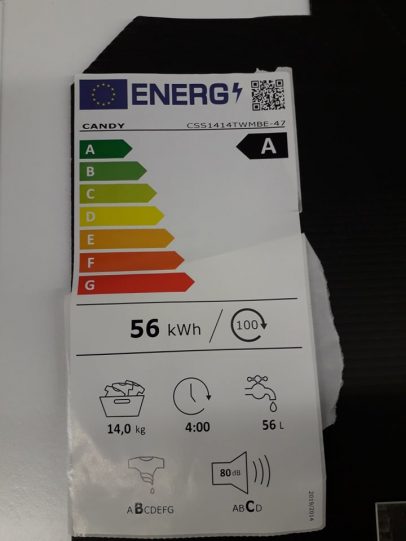 ENERG
CANDY CSS1414TWMBE-47
A
A
B
C
D
E
F
G
56 kWh / 100
14,0 kg 4:00 56 L
80 dB
ABCDEFG ABCD
2019/2014